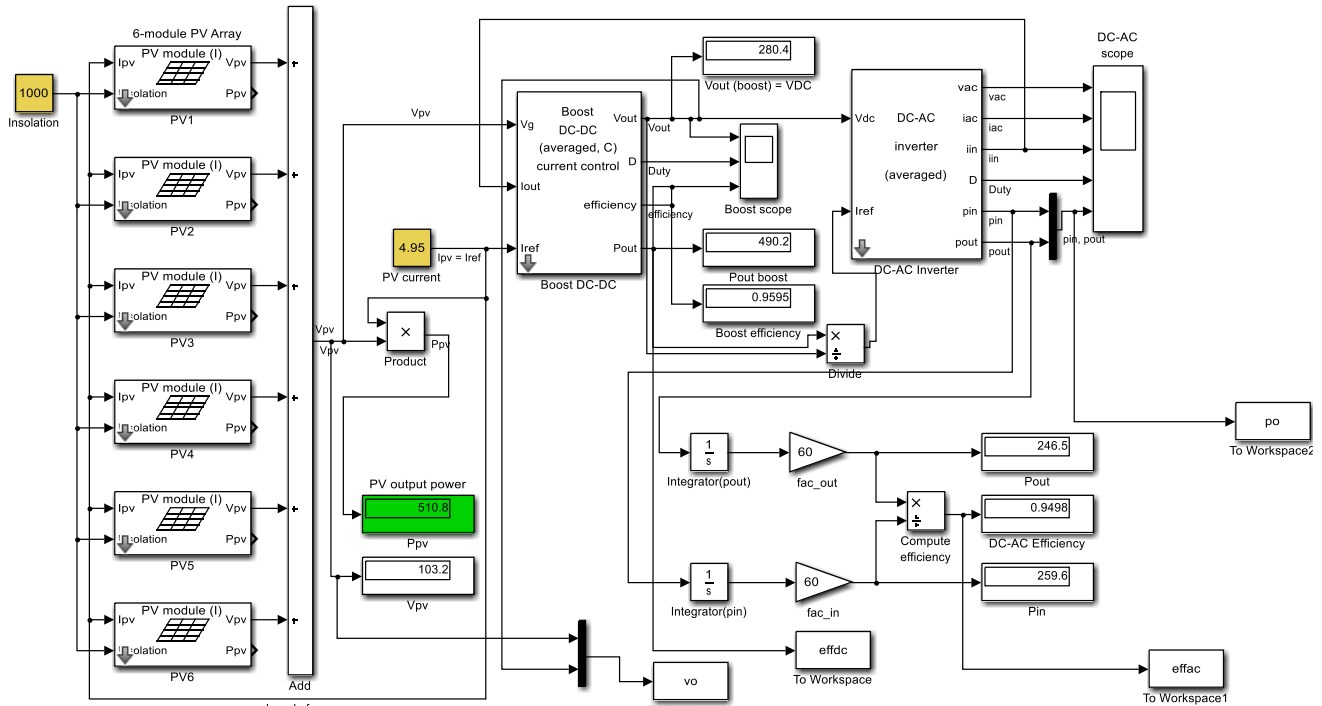 6-module PV Array
PV module (I)
Ipv
Vpv
1000
Insolation
solation
Ppv
PV1
PV module (I)
Ipv
Vpv
solation
Ppv
PV2
PV module (I)
Ipv
Vpv
solation
Ppv
PV3
PV module (I)
Ipv
Vpv
solation
Ppv
PV4
PV module (I)
Ipv
Vpv
solation
Ppv
PV5
PV module (I)
Ipv
Vpv
solation
Ppv
PV6
+
+
+
+
+
+
Add
Vpv
Vpv
Vpv
4.95
PV current
Ipv = Iref
×
Product
Ppv
PV output power
510.8
Ppv
103.2
Vpv
Boost
DC-DC
(averaged, C)
current control
Vg
Iout
Iref
Vout
D
efficiency
Pout
Boost DC-DC
Vout
Duty
efficiency
280.4
Vout (boost) = VDC
Boost scope
490.2
Pout boost
0.9595
Boost efficiency
×
÷
Divide
DC-AC
inverter
(averaged)
Vdc
Iref
vac
iac
iin
D
pin
pout
DC-AC Inverter
vac
iac
iin
Duty
pin
pout
pin, pout
DC-AC
scope
po
To Workspace2
1
s
Integrator(pout)
60
fac_out
246.5
Pout
×
÷
Compute
efficiency
0.9498
DC-AC Efficiency
1
s
Integrator(pin)
60
fac_in
259.6
Pin
effdc
To Workspace
effac
To Workspace1
vo